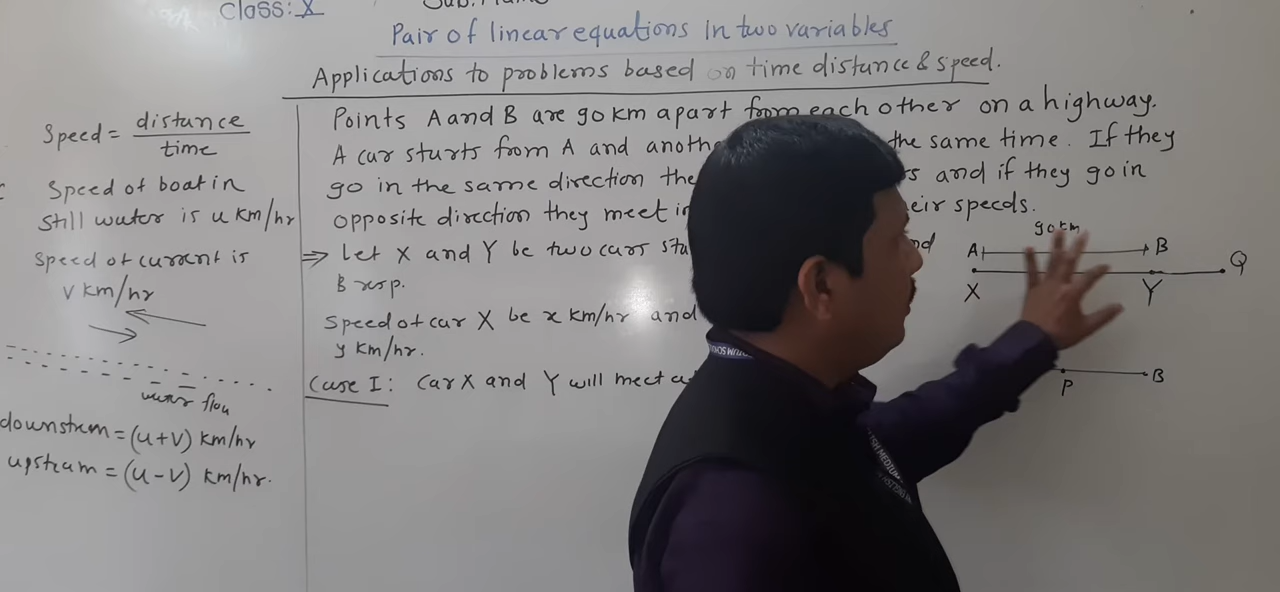 Class: X
Pair of linear equations in two variables
Applications to problems based on time distance & speed.
Speed = distance
time
Speed of boat in
still water is u km/hr
speed of current is
v km/hr
water flow
downstream = (u+v) km/hr
upstream = (u-v) km/hr.
Points A and B are 90 km apart from each other on a highway.
A car starts from A and anothe the same time. If they
go in the same direction the s and if they go in
opposite direction they meet in eir speeds.
⇒ Let X and Y be two cars sta nd
B resp.
Speed of car X be x km/hr and
y km/hr.
Case I: Car X and Y will meet a
90 km
A B
Q
X Y
P B